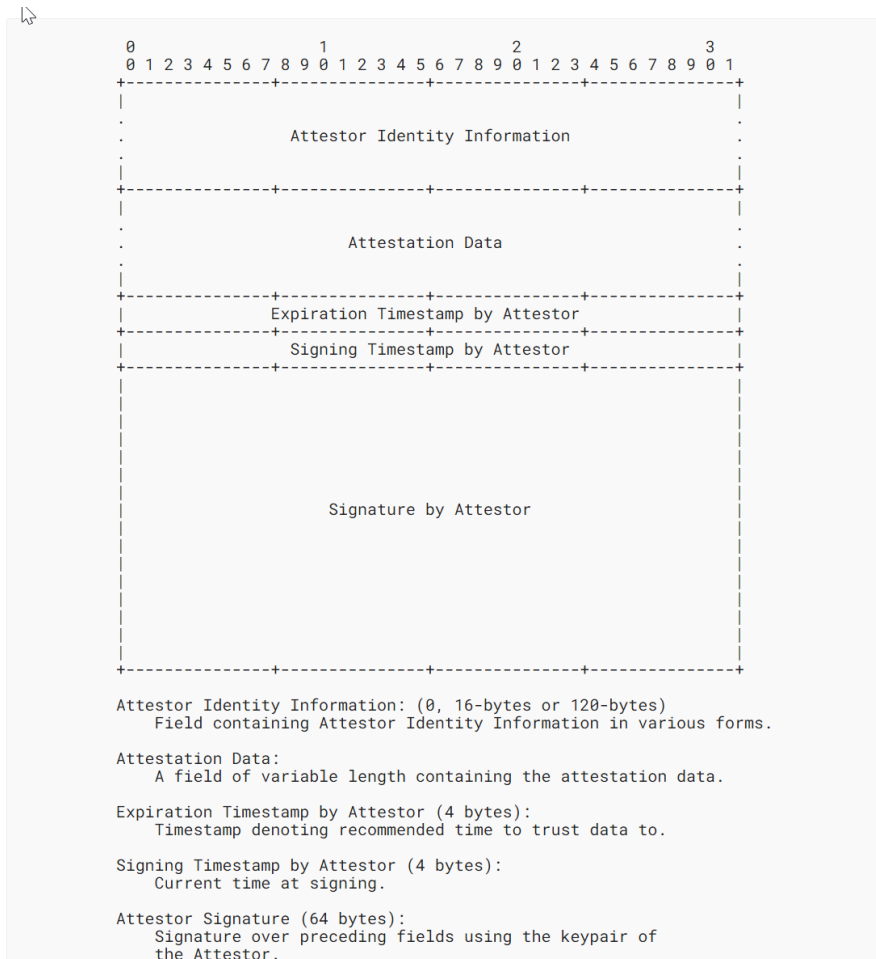 0                   1                   2                   3
0 1 2 3 4 5 6 7 8 9 0 1 2 3 4 5 6 7 8 9 0 1 2 3 4 5 6 7 8 9 0 1
Attestor Identity Information
Attestation Data
Expiration Timestamp by Attestor
Signing Timestamp by Attestor
Signature by Attestor
Attestor Identity Information: (0, 16-bytes or 120-bytes)
Field containing Attestor Identity Information in various forms.
Attestation Data:
A field of variable length containing the attestation data.
Expiration Timestamp by Attestor (4 bytes):
Timestamp denoting recommended time to trust data to.
Signing Timestamp by Attestor (4 bytes):
Current time at signing.
Attestor Signature (64 bytes):
Signature over preceding fields using the keypair of
the Attestor.